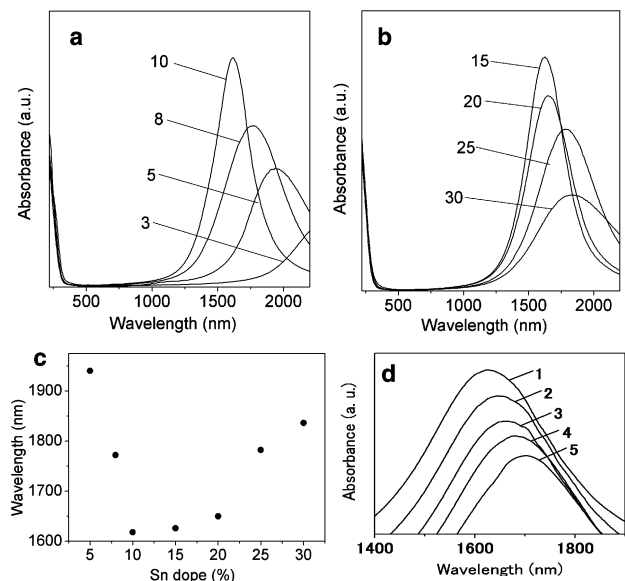 a
10
8
5
3
Absorbance (a.u.)
500
1000
1500
2000
Wavelength (nm)
b
15
20
25
30
Absorbance (a.u.)
500
1000
1500
2000
Wavelength (nm)
c
1900
1800
1700
1600
Wavelength (nm)
5
10
15
20
25
30
Sn dope (%)
d
1
2
3
4
5
Absorbance (a. u.)
1400
1600
1800
Wavelength (nm)